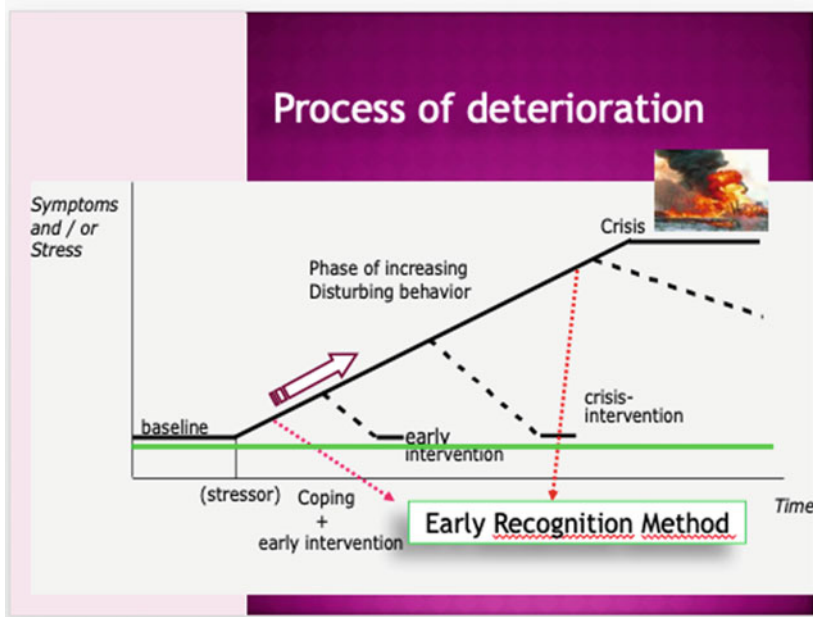 Process of deterioration
Symptoms
and / or
Stress
Crisis
Phase of increasing
Disturbing behavior
crisis-
intervention
baseline
early
intervention
(stressor)
Coping
+
early intervention
Time
Early Recognition Method